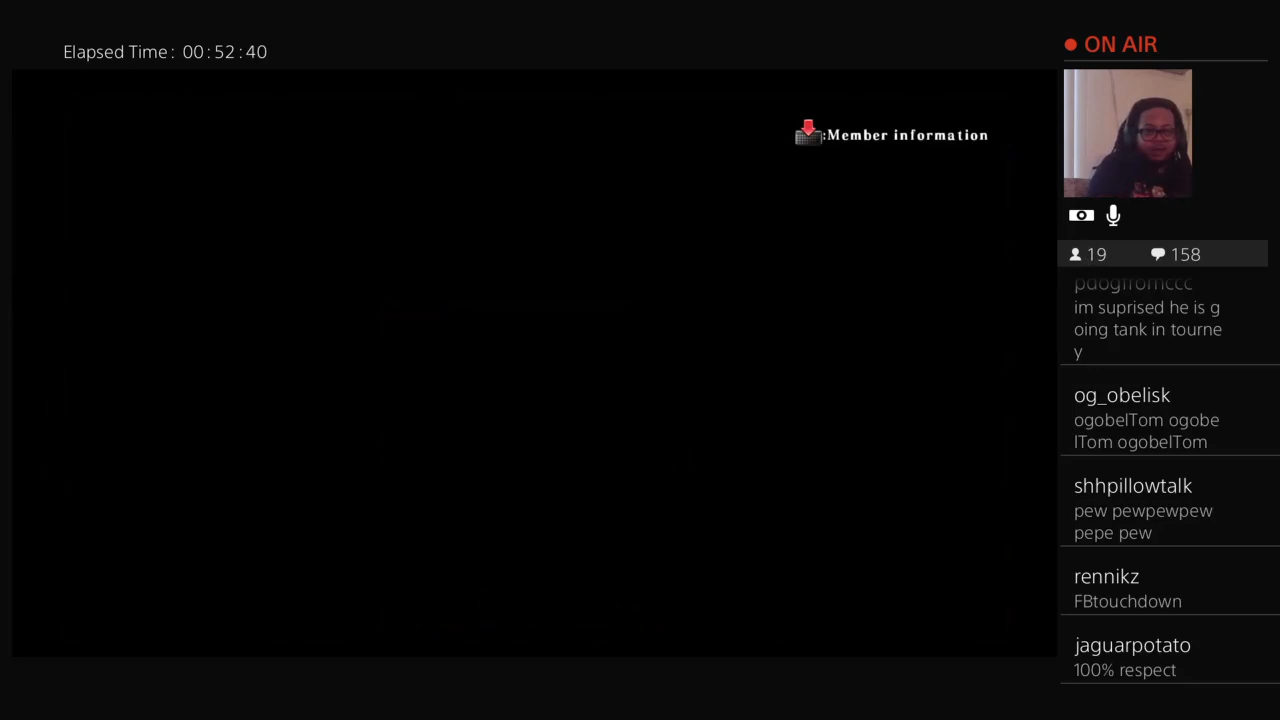 Elapsed Time: 00:52:40
ON AIR
:Member information
19 158
pdogfromccc
im suprised he is g
oing tank in tourne
y
og_obelisk
ogobelTom ogobe
lTom ogobelTom
shhpillowtalk
pew pewpewpew
pepe pew
rennikz
FBtouchdown
jaguarpotato
100% respect